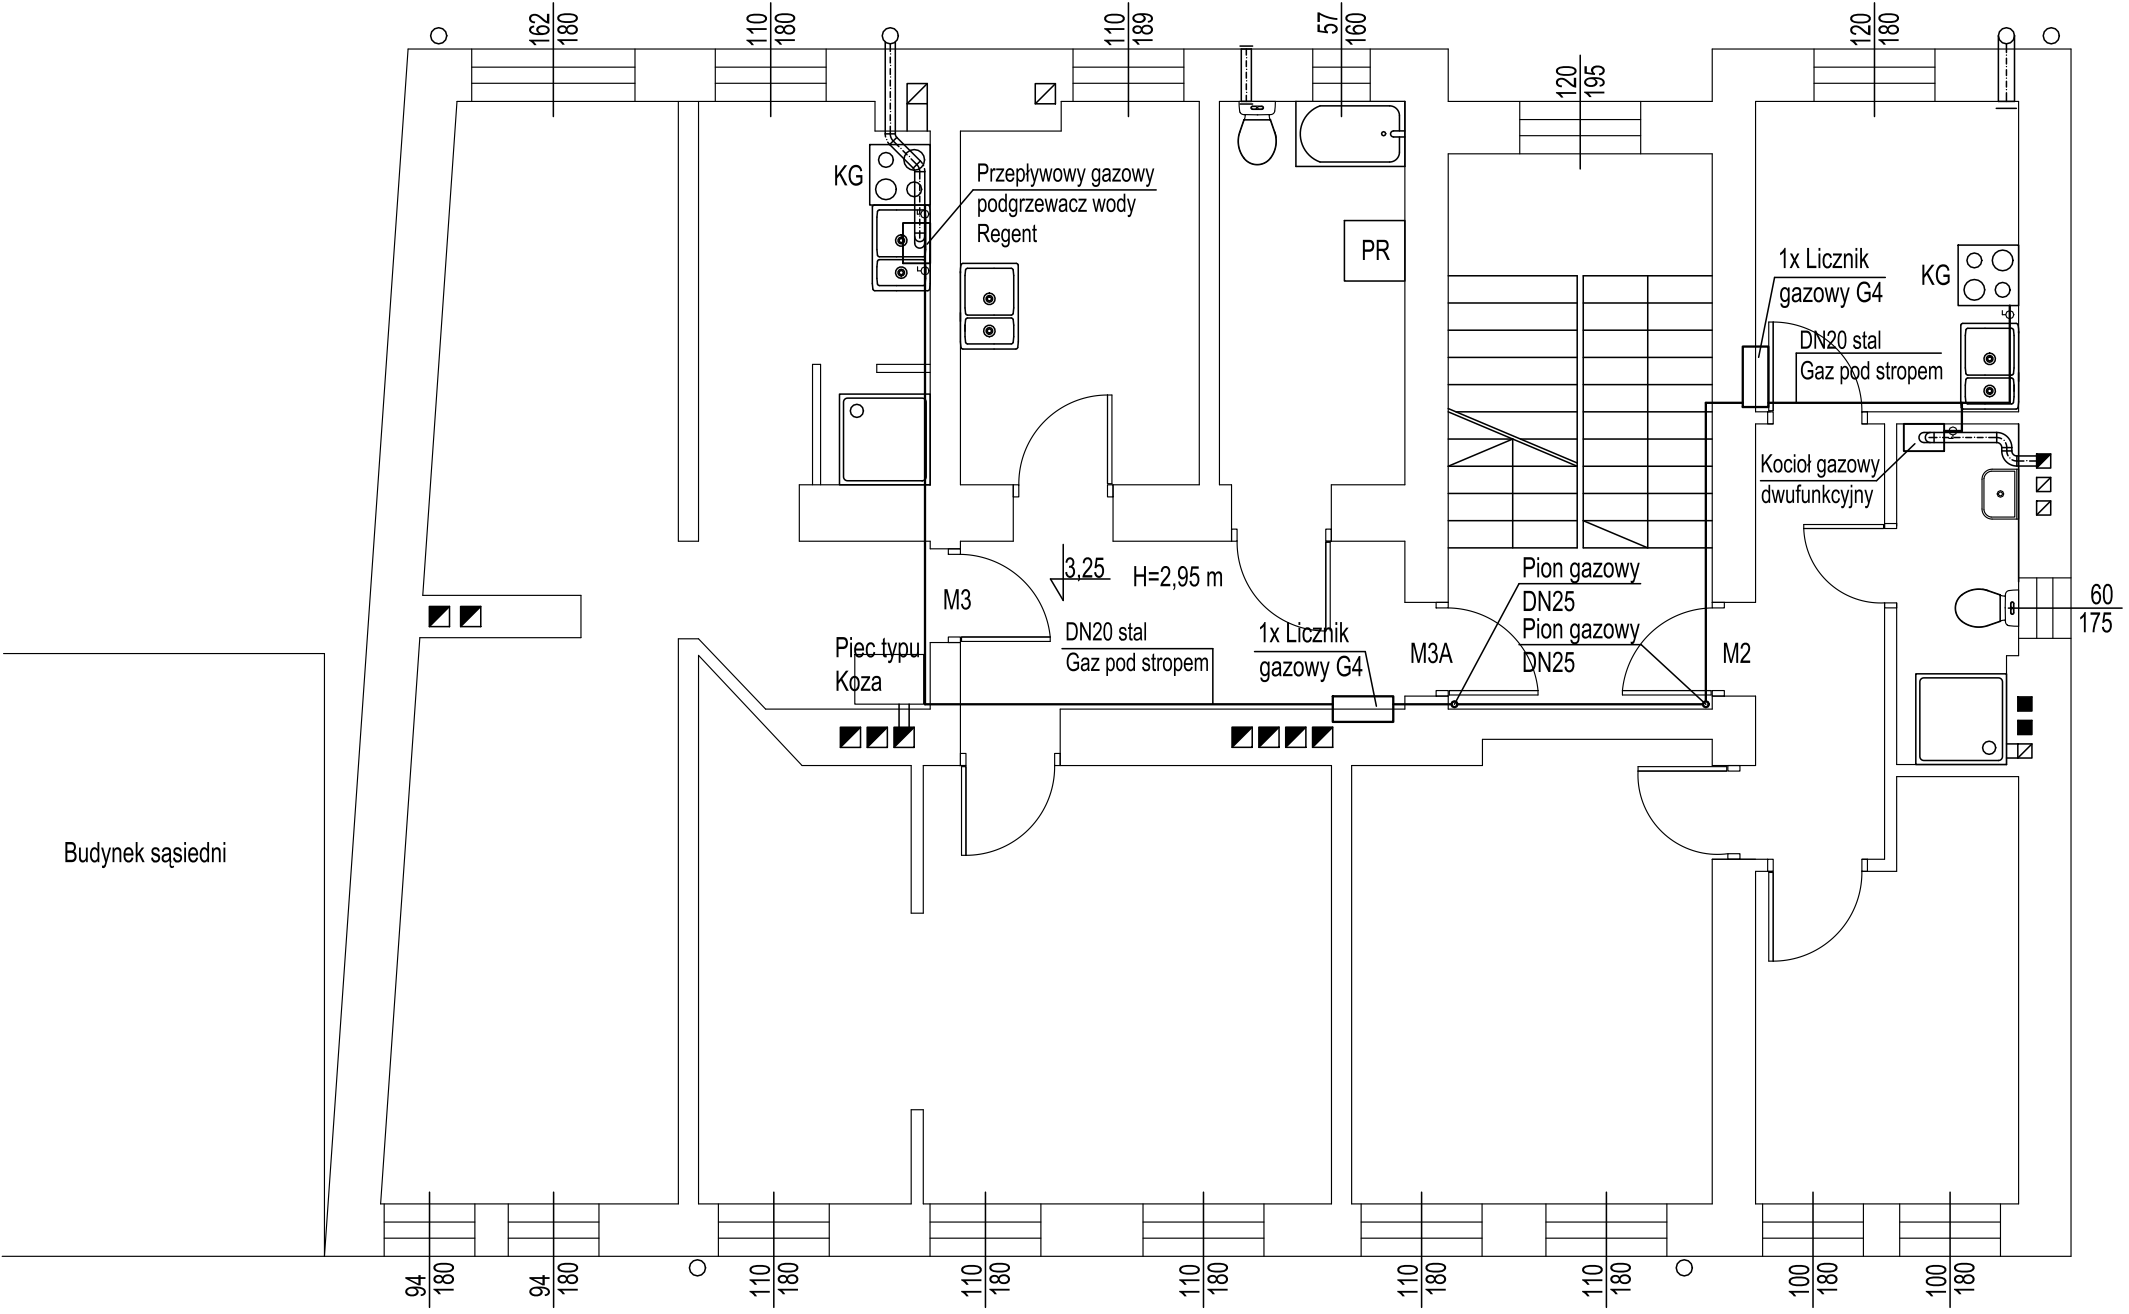 162
180
110
180
110
189
57
160
120
195
120
180
KG
Przepływowy gazowy
podgrzewacz wody
Regent
PR
1x Licznik
gazowy G4
KG
DN20 stal
Gaz pod stropem
Kocioł gazowy
dwufunkcyjny
3,25
H=2,95 m
M3
Pion gazowy
DN25
Pion gazowy
DN25
60
175
DN20 stal
Gaz pod stropem
1x Licznik
gazowy G4
M3A
M2
Piec typu
Koza
Budynek sąsiedni
94
180
94
180
110
180
110
180
110
180
110
180
110
180
100
180
100
180